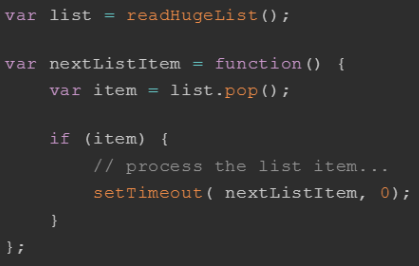 var list = readHugeList();
var nextListItem = function() {
var item = list.pop();
if (item) {
// process the list item...
setTimeout( nextListItem, 0);
}
};